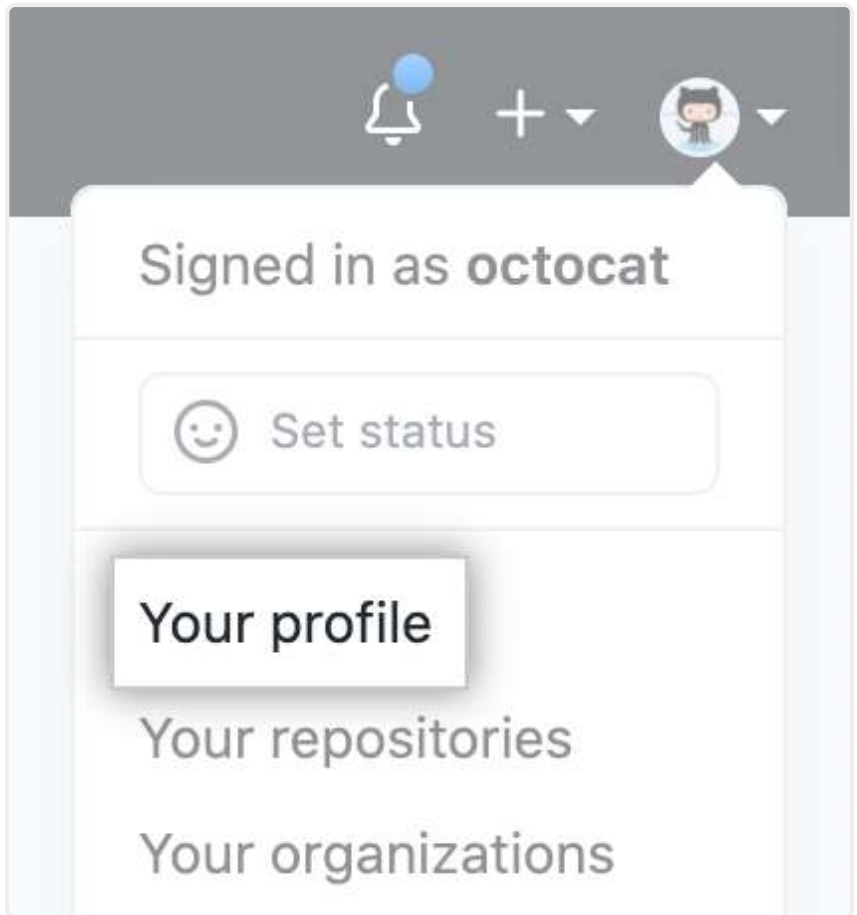 Signed in as octocat
Set status
Your profile
Your repositories
Your organizations